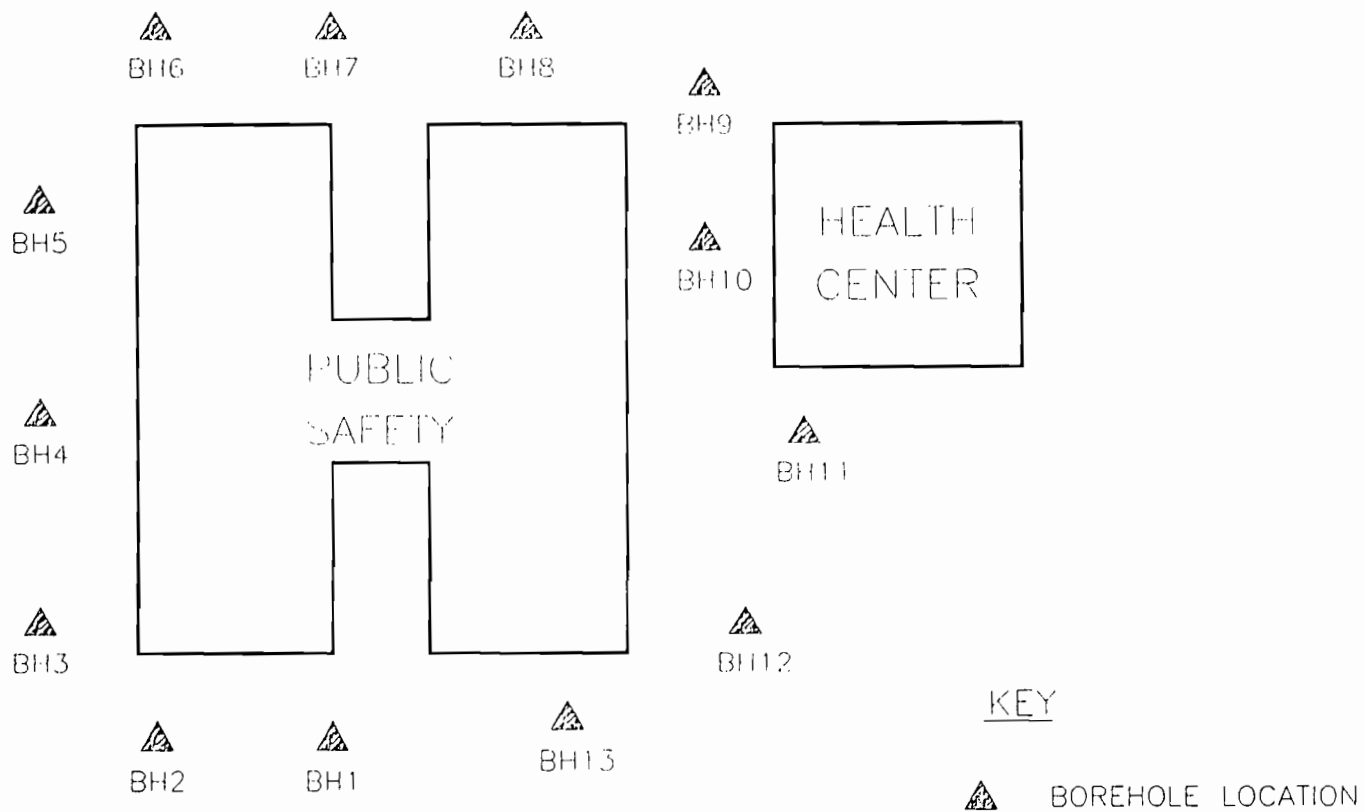 BH6
BH7
BH8
BH9
BH5
HEALTH
CENTER
BH10
PUBLIC
SAFETY
BH4
BH11
BH3
BH12
KEY
BH2
BH1
BH13
BOREHOLE LOCATION